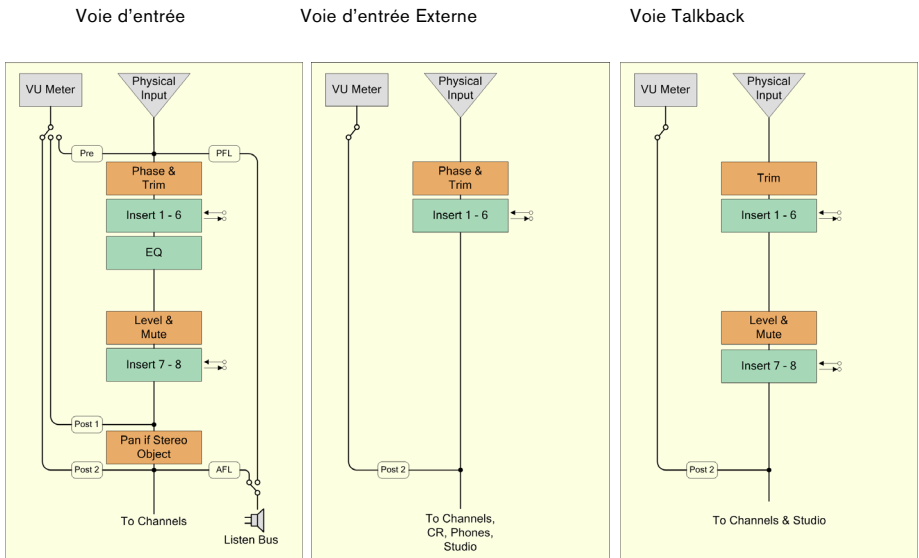 Voie d'entrée
Voie d'entrée Externe
Voie Talkback
VU Meter
Physical
Input
Pre
PFL
Phase &
Trim
Insert 1 - 6
EQ
Level &
Mute
Insert 7 - 8
Post 1
Pan if Stereo
Object
Post 2
AFL
To Channels
Listen Bus
VU Meter
Physical
Input
Phase &
Trim
Insert 1 - 6
Post 2
To Channels,
CR, Phones,
Studio
VU Meter
Physical
Input
Trim
Insert 1 - 6
Level &
Mute
Insert 7 - 8
Post 2
To Channels & Studio